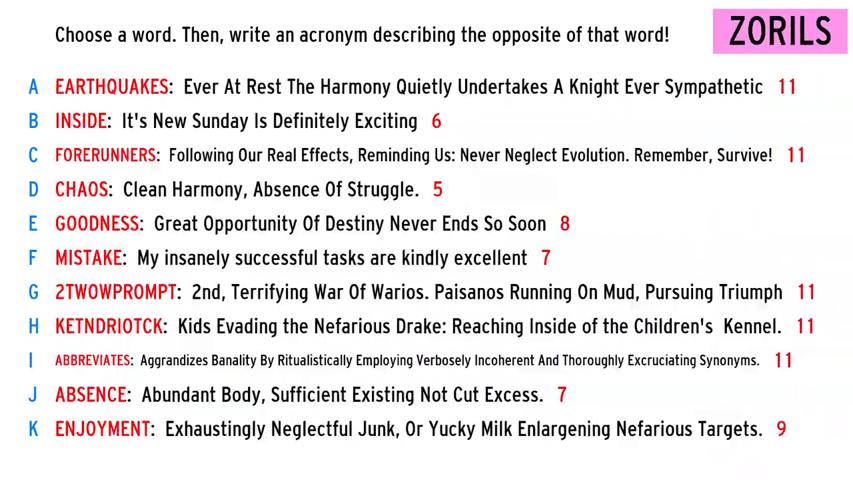 Choose a word. Then, write an acronym describing the opposite of that word!
ZORILS
A EARTHQUAKES: Ever At Rest The Harmony Quietly Undertakes A Knight Ever Sympathetic 11
B INSIDE: It's New Sunday Is Definitely Exciting 6
C FORERUNNERS: Following Our Real Effects, Reminding Us: Never Neglect Evolution. Remember, Survive! 11
D CHAOS: Clean Harmony, Absence Of Struggle. 5
E GOODNESS: Great Opportunity Of Destiny Never Ends So Soon 8
F MISTAKE: My insanely successful tasks are kindly excellent 7
G 2TWOWPROMPT: 2nd, Terrifying War Of Warios. Paisanos Running On Mud, Pursuing Triumph 11
H KETNDRIOTCK: Kids Evading the Nefarious Drake: Reaching Inside of the Children's Kennel. 11
I ABBREVIATES: Aggrandizes Banality By Ritualistically Employing Verbosely Incoherent And Thoroughly Excruciating Synonyms. 11
J ABSENCE: Abundant Body, Sufficient Existing Not Cut Excess. 7
K ENJOYMENT: Exhaustingly Neglectful Junk, Or Yucky Milk Enlargening Nefarious Targets. 9